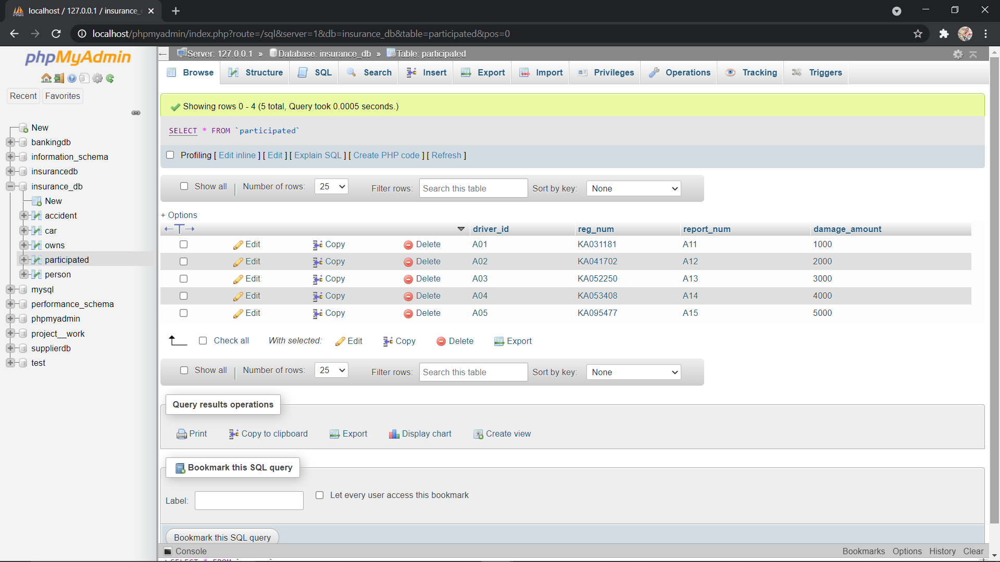 localhost / 127.0.0.1 / insurance_
localhost/phpmyadmin/index.php?route=/sql&server=1&db=insurance_db&table=participated&pos=0
phpMyAdmin
Recent Favorites
New
bankingdb
information_schema
insurancedb
insurance_db
New
accident
car
owns
participated
person
mysql
performance_schema
phpmyadmin
project__work
supplierdb
test
Server: 127.0.0.1 » Database: insurance_db » Table: participated
Browse Structure SQL Search Insert Export Import Privileges Operations Tracking Triggers
Showing rows 0 - 4 (5 total, Query took 0.0005 seconds.)
SELECT * FROM `participated`
Profiling [ Edit inline ] [ Edit ] [ Explain SQL ] [ Create PHP code ] [ Refresh ]
Show all Number of rows: 25 Filter rows: Search this table Sort by key: None
+ Options
driver_id reg_num report_num damage_amount
Edit Copy Delete A01 KA031181 A11 1000
Edit Copy Delete A02 KA041702 A12 2000
Edit Copy Delete A03 KA052250 A13 3000
Edit Copy Delete A04 KA053408 A14 4000
Edit Copy Delete A05 KA095477 A15 5000
Check all With selected: Edit Copy Delete Export
Show all Number of rows: 25 Filter rows: Search this table Sort by key: None
Query results operations
Print Copy to clipboard Export Display chart Create view
Bookmark this SQL query
Label: Let every user access this bookmark
Bookmark this SQL query
Console Bookmarks Options History Clear
>SELECT * FROM `